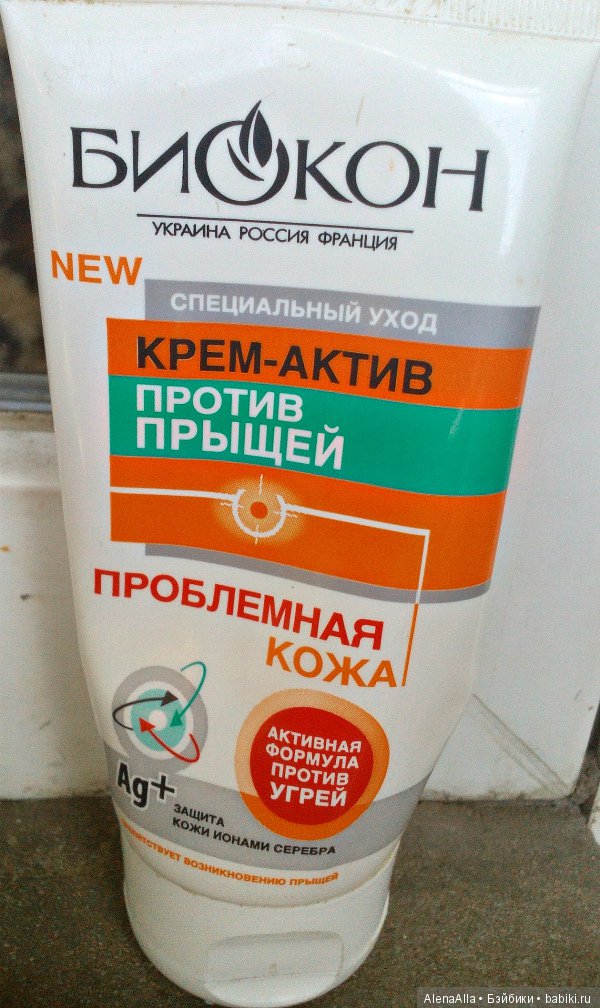 БИОКОН
УКРАИНА РОССИЯ ФРАНЦИЯ
NEW
СПЕЦИАЛЬНЫЙ УХОД
КРЕМ-АКТИВ
ПРОТИВ
ПРЫЩЕЙ
ПРОБЛЕМНАЯ
КОЖА
АКТИВНАЯ
ФОРМУЛА
ПРОТИВ
УГРЕЙ
Ag+
ЗАЩИТА
КОЖИ ИОНАМИ СЕРЕБРА
ВОЗНИКНОВЕНИЮ ПРЫЩЕЙ
AlenaAlla • Бэйбики • babiki.ru